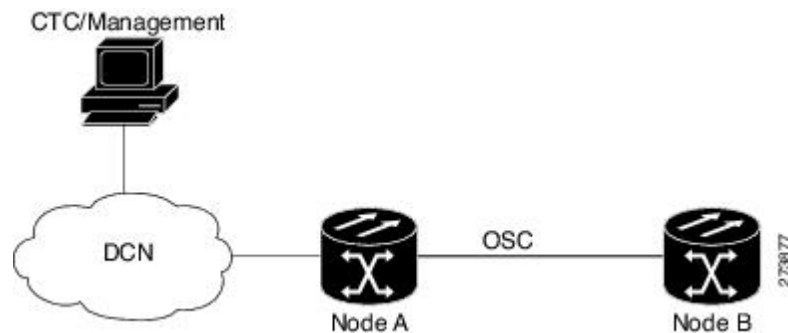 CTC/Management
DCN
OSC
Node A
Node B
273877